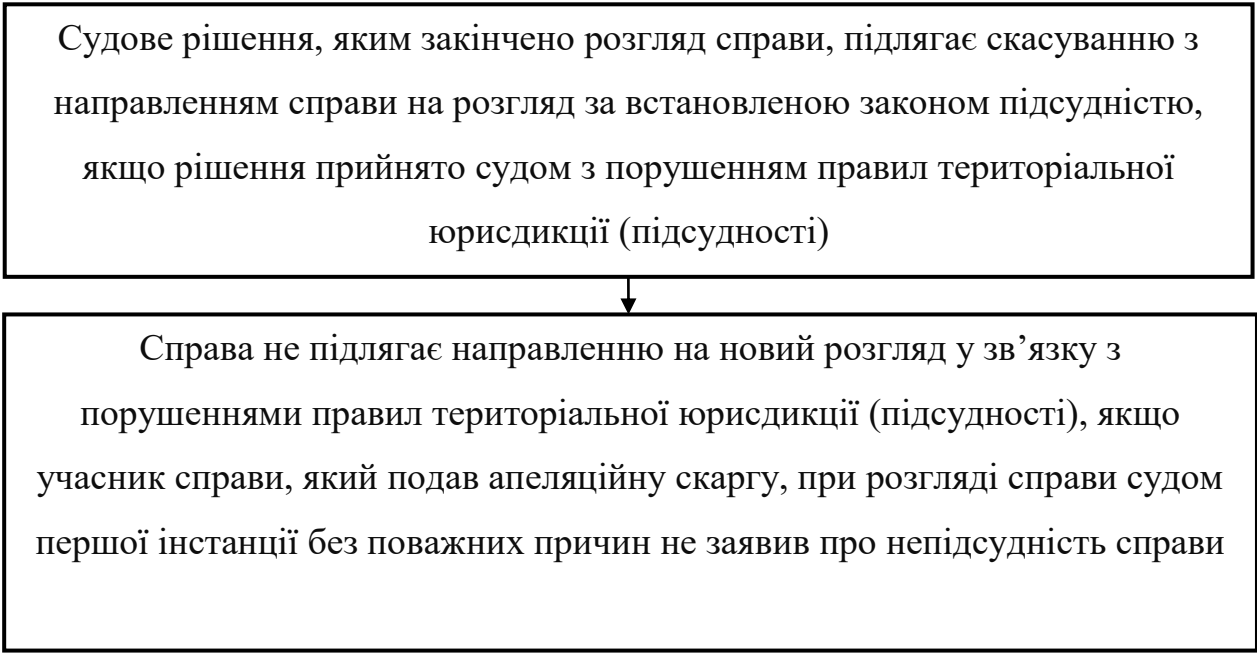 Судове рішення, яким закінчено розгляд справи, підлягає скасуванню з
направленням справи на розгляд за встановленою законом підсудністю,
якщо рішення прийнято судом з порушенням правил територіальної
юрисдикції (підсудності)
Справа не підлягає направленню на новий розгляд у зв’язку з
порушеннями правил територіальної юрисдикції (підсудності), якщо
учасник справи, який подав апеляційну скаргу, при розгляді справи судом
першої інстанції без поважних причин не заявив про непідсудність справи